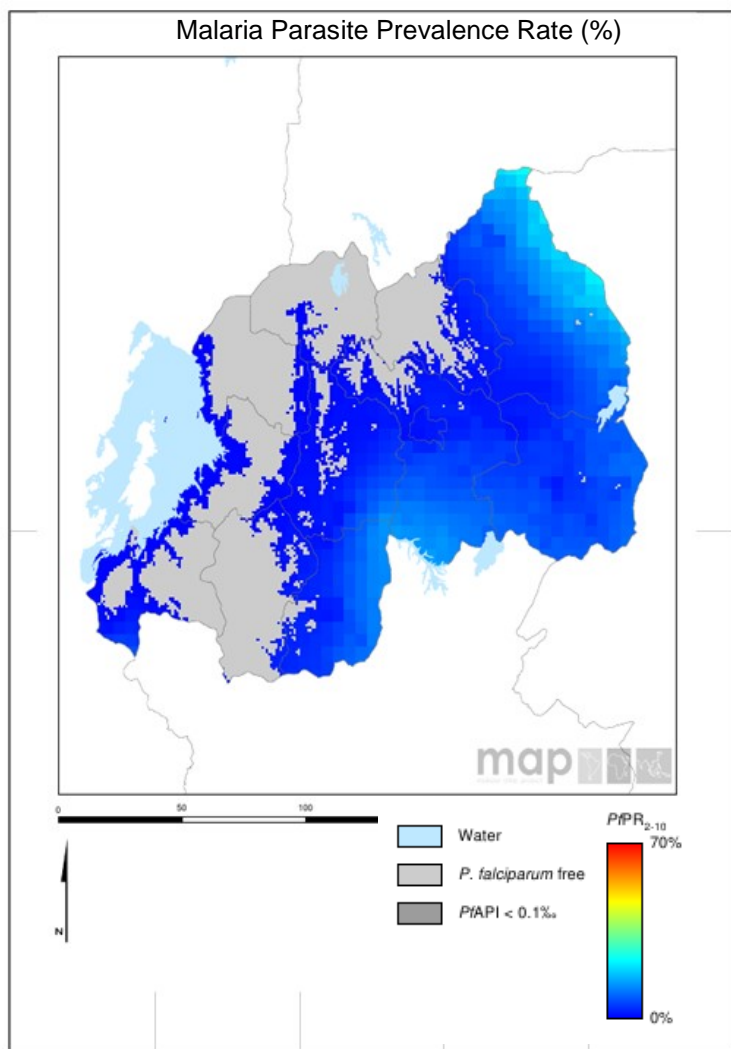 Malaria Parasite Prevalence Rate (%)
map
0 50 100
Water
P. falciparum free
PfAPI < 0.1‰
PfPR2-10
70%
0%
N